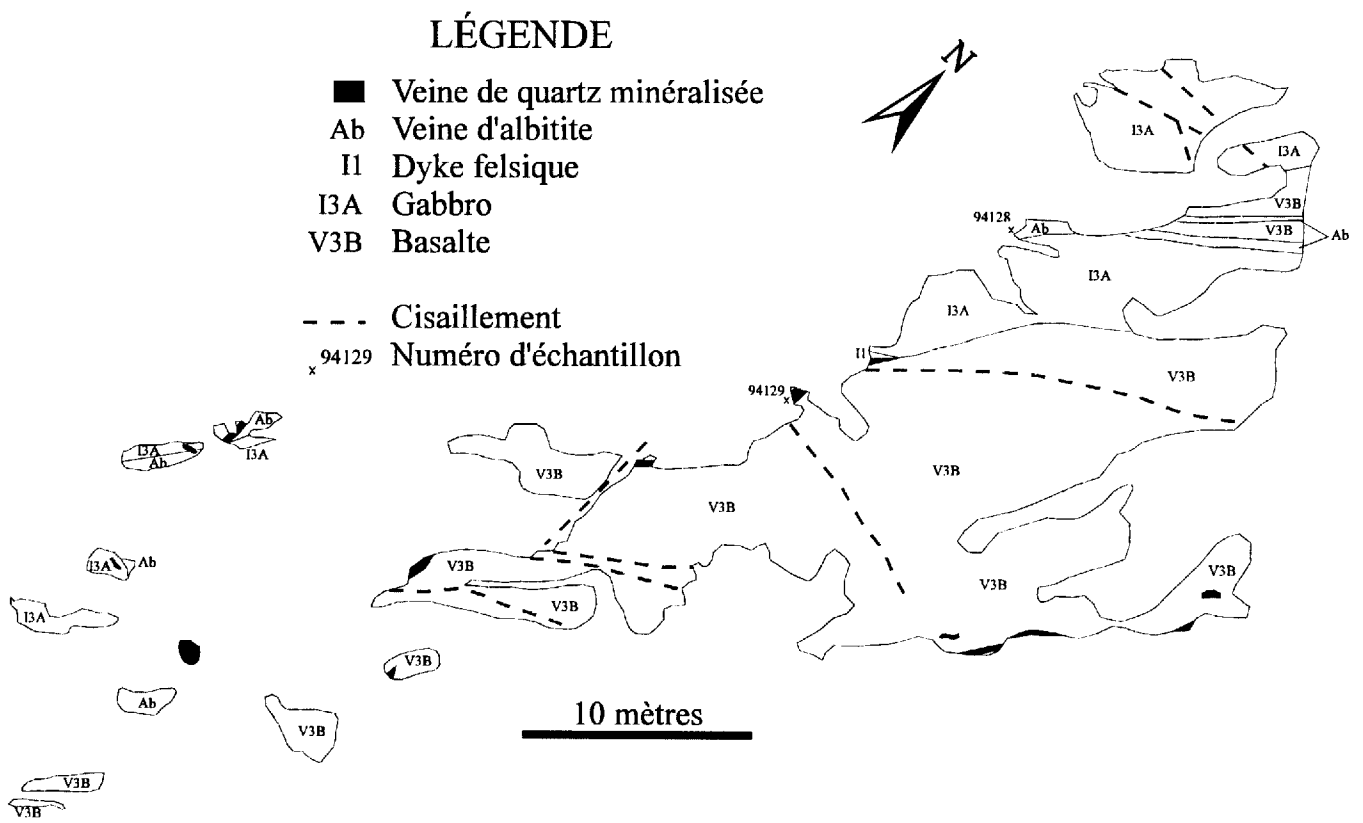 LÉGENDE
Veine de quartz minéralisée
Ab Veine d'albitite
I1 Dyke felsique
I3A Gabbro
V3B Basalte
Cisaillement
x 94129 Numéro d'échantillon
N
I3A
I3A
V3B
94128
x
Ab
V3B
Ab
I3A
I3A
I1
V3B
94129
x
Ab
I3A
I3A
Ab
V3B
V3B
V3B
I3A
Ab
V3B
V3B
V3B
V3B
I3A
V3B
Ab
10 mètres
V3B
V3B
V3B